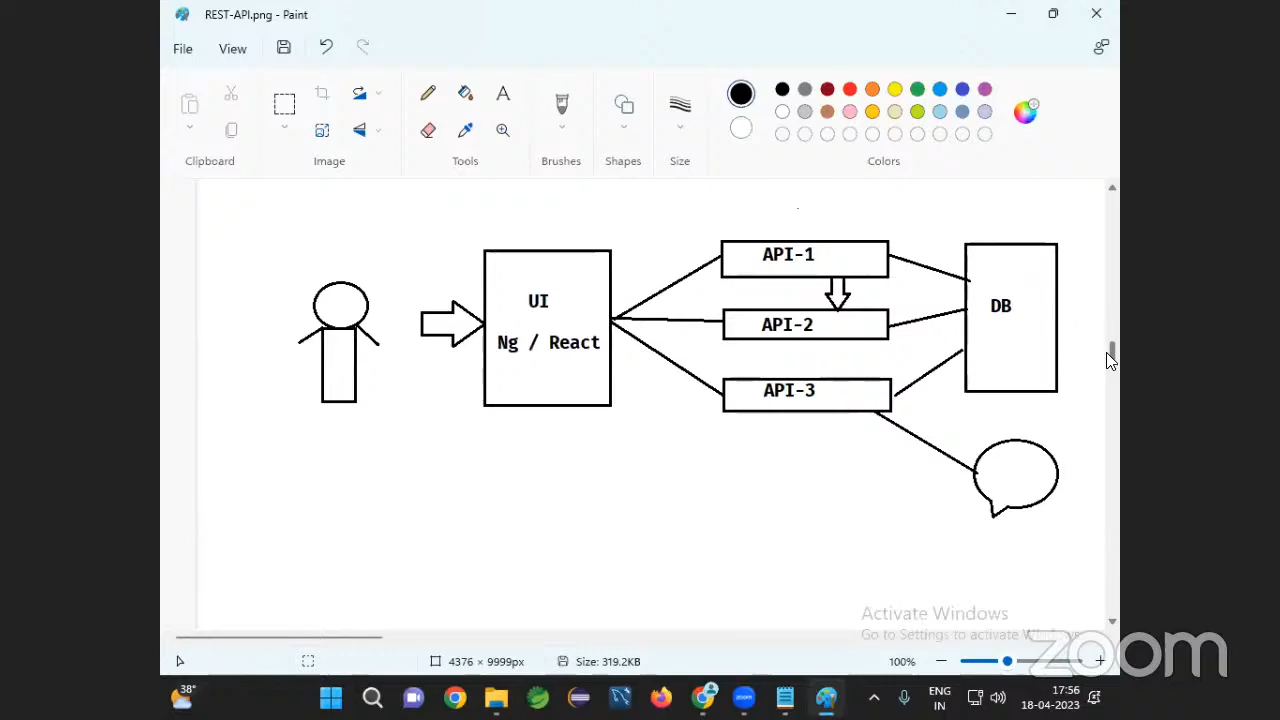 REST-API.png - Paint
File View
Clipboard Image Tools Brushes Shapes Size Colors
API-1
UI
Ng / React
API-2
API-3
DB
Activate Windows
Go to Settings to activate Windows.
zoom
4376 × 9999px Size: 319.2KB 100%
38°
zoom
ENG
IN
17:56
18-04-2023